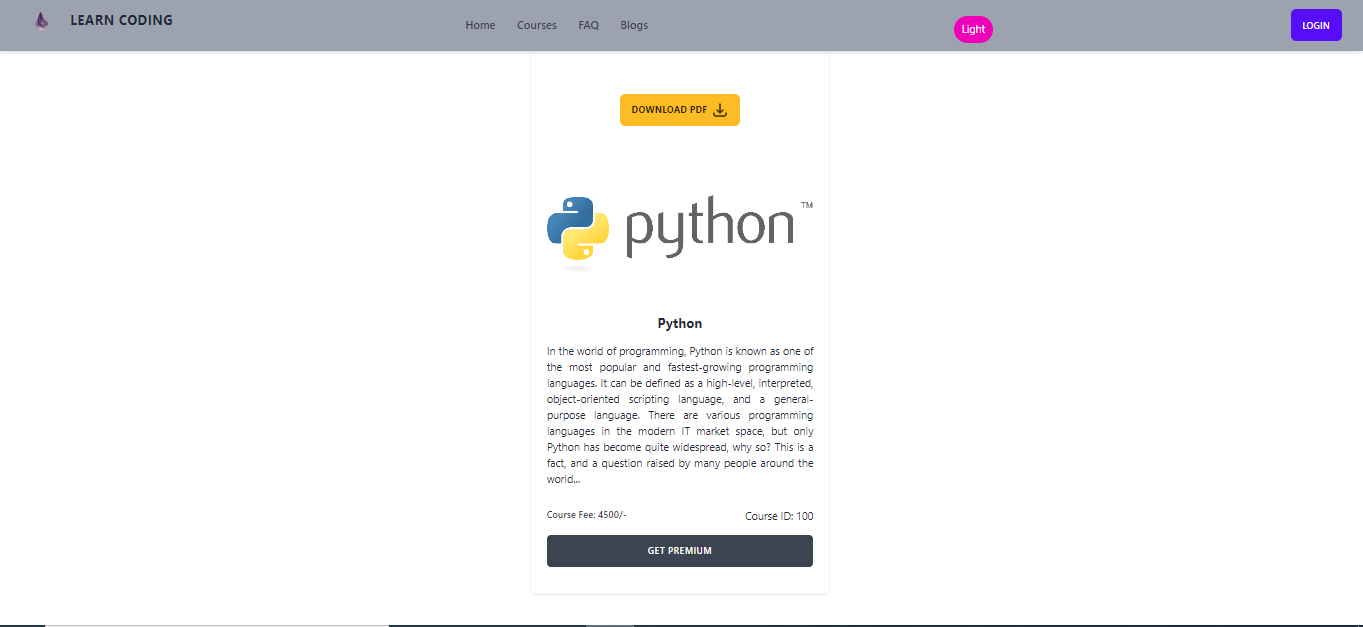 LEARN CODING
Home Courses FAQ Blogs
Light
LOGIN
DOWNLOAD PDF
python TM
Python
In the world of programming, Python is known as one of
the most popular and fastest-growing programming
languages. It can be defined as a high-level, interpreted,
object-oriented scripting language, and a general-
purpose language. There are various programming
languages in the modern IT market space, but only
Python has become quite widespread, why so? This is a
fact, and a question raised by many people around the
world...
Course Fee: 4500/-
Course ID: 100
GET PREMIUM